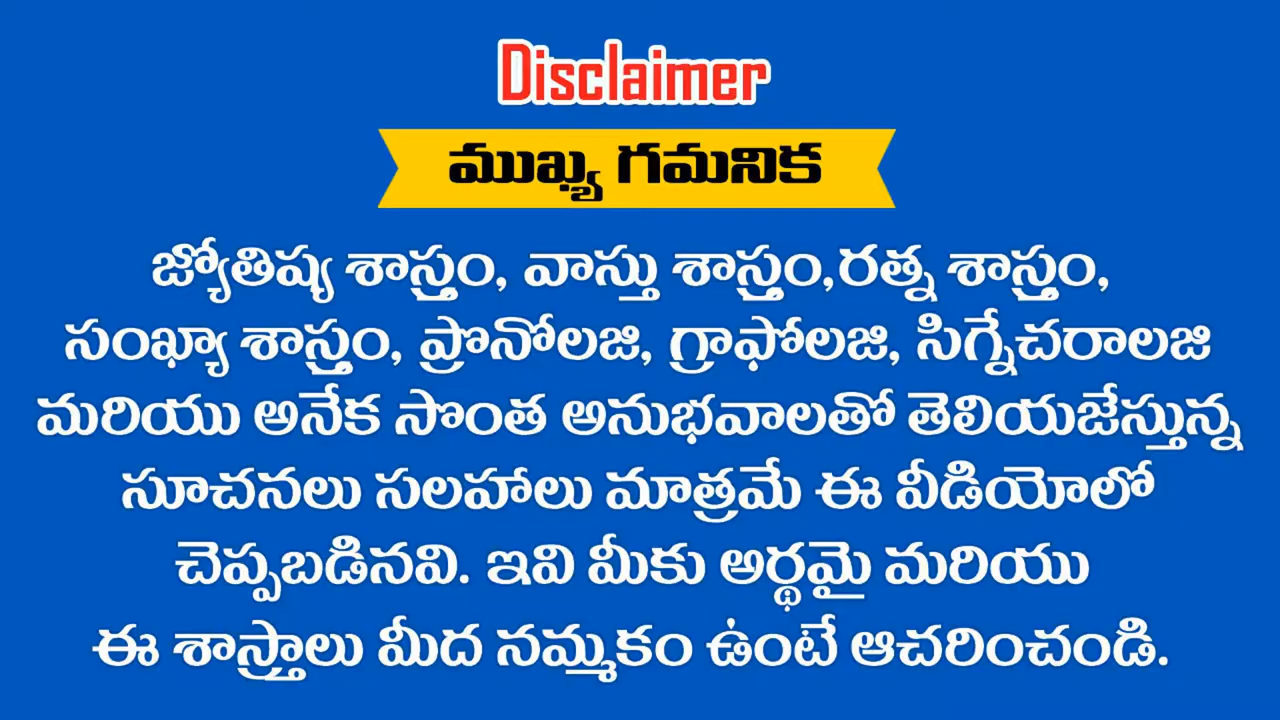 Disclaimer
ముఖ్య గమనిక
జ్యోతిష్య శాస్త్రం, వాస్తు శాస్త్రం,రత్న శాస్త్రం,
సంఖ్యా శాస్త్రం, ప్రొనోలజి, గ్రాఫోలజి, సిగ్నేచరాలజి
మరియు అనేక సొంత అనుభవాలతో తెలియజేస్తున్న
సూచనలు సలహాలు మాత్రమే ఈ వీడియోలో
చెప్పబడినవి. ఇవి మీకు అర్థమై మరియు
ఈ శాస్త్రాలు మీద నమ్మకం ఉంటే ఆచరించండి.